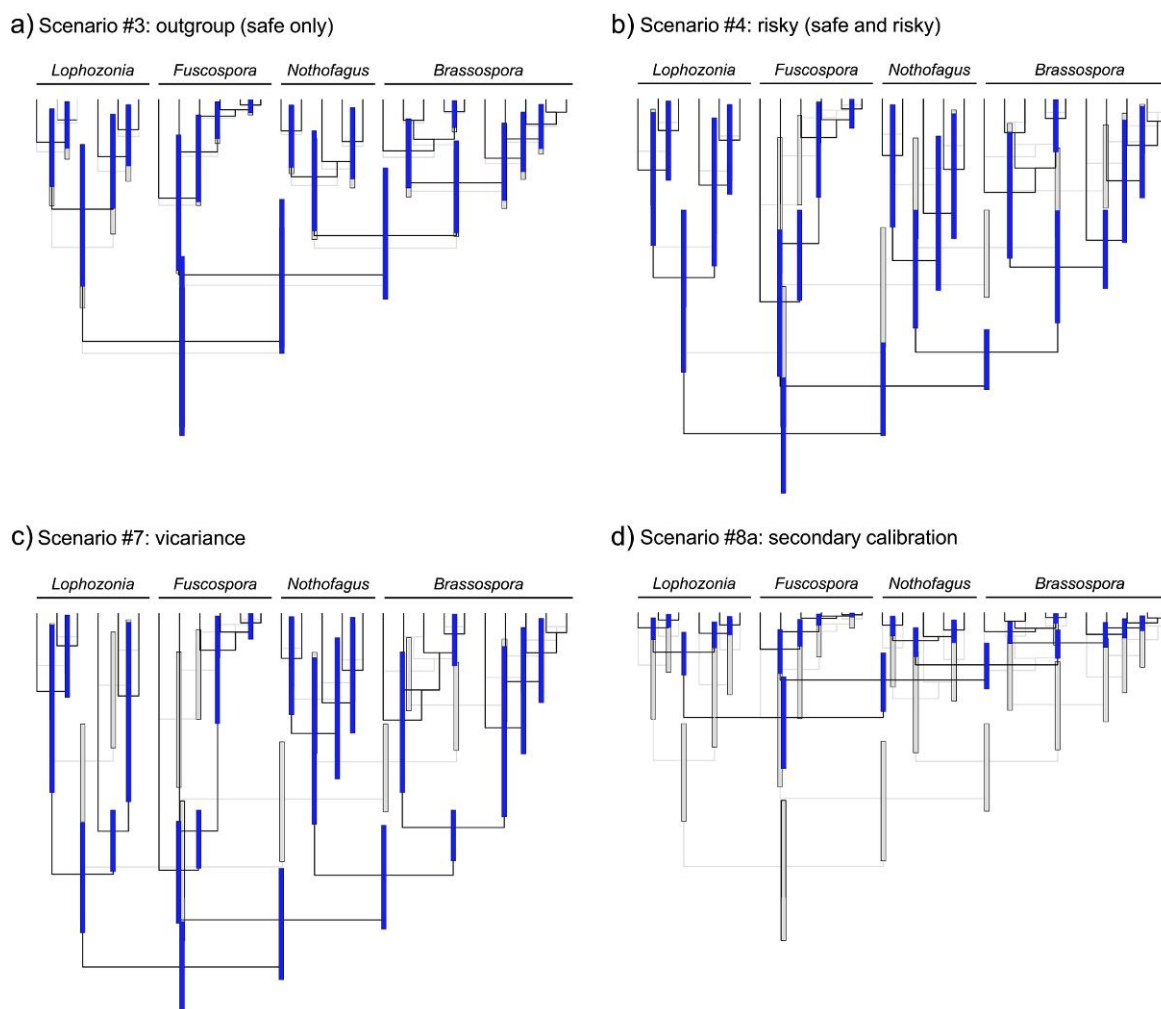 a) Scenario #3: outgroup (safe only)
Lophozonia Fuscospora Nothofagus Brassospora
b) Scenario #4: risky (safe and risky)
Lophozonia Fuscospora Nothofagus Brassospora
c) Scenario #7: vicariance
Lophozonia Fuscospora Nothofagus Brassospora
d) Scenario #8a: secondary calibration
Lophozonia Fuscospora Nothofagus Brassospora